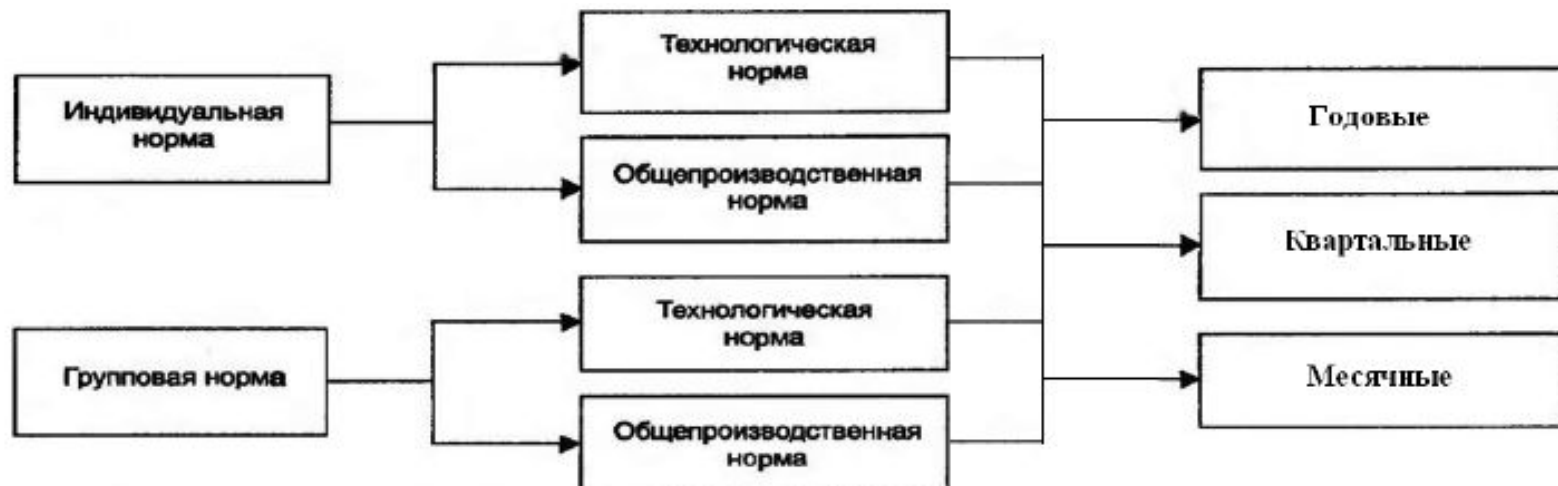 Индивидуальная
норма
Технологическая
норма
Общепроизводственная
норма
Групповая норма
Технологическая
норма
Общепроизводственная
норма
Годовые
Квартальные
Месячные